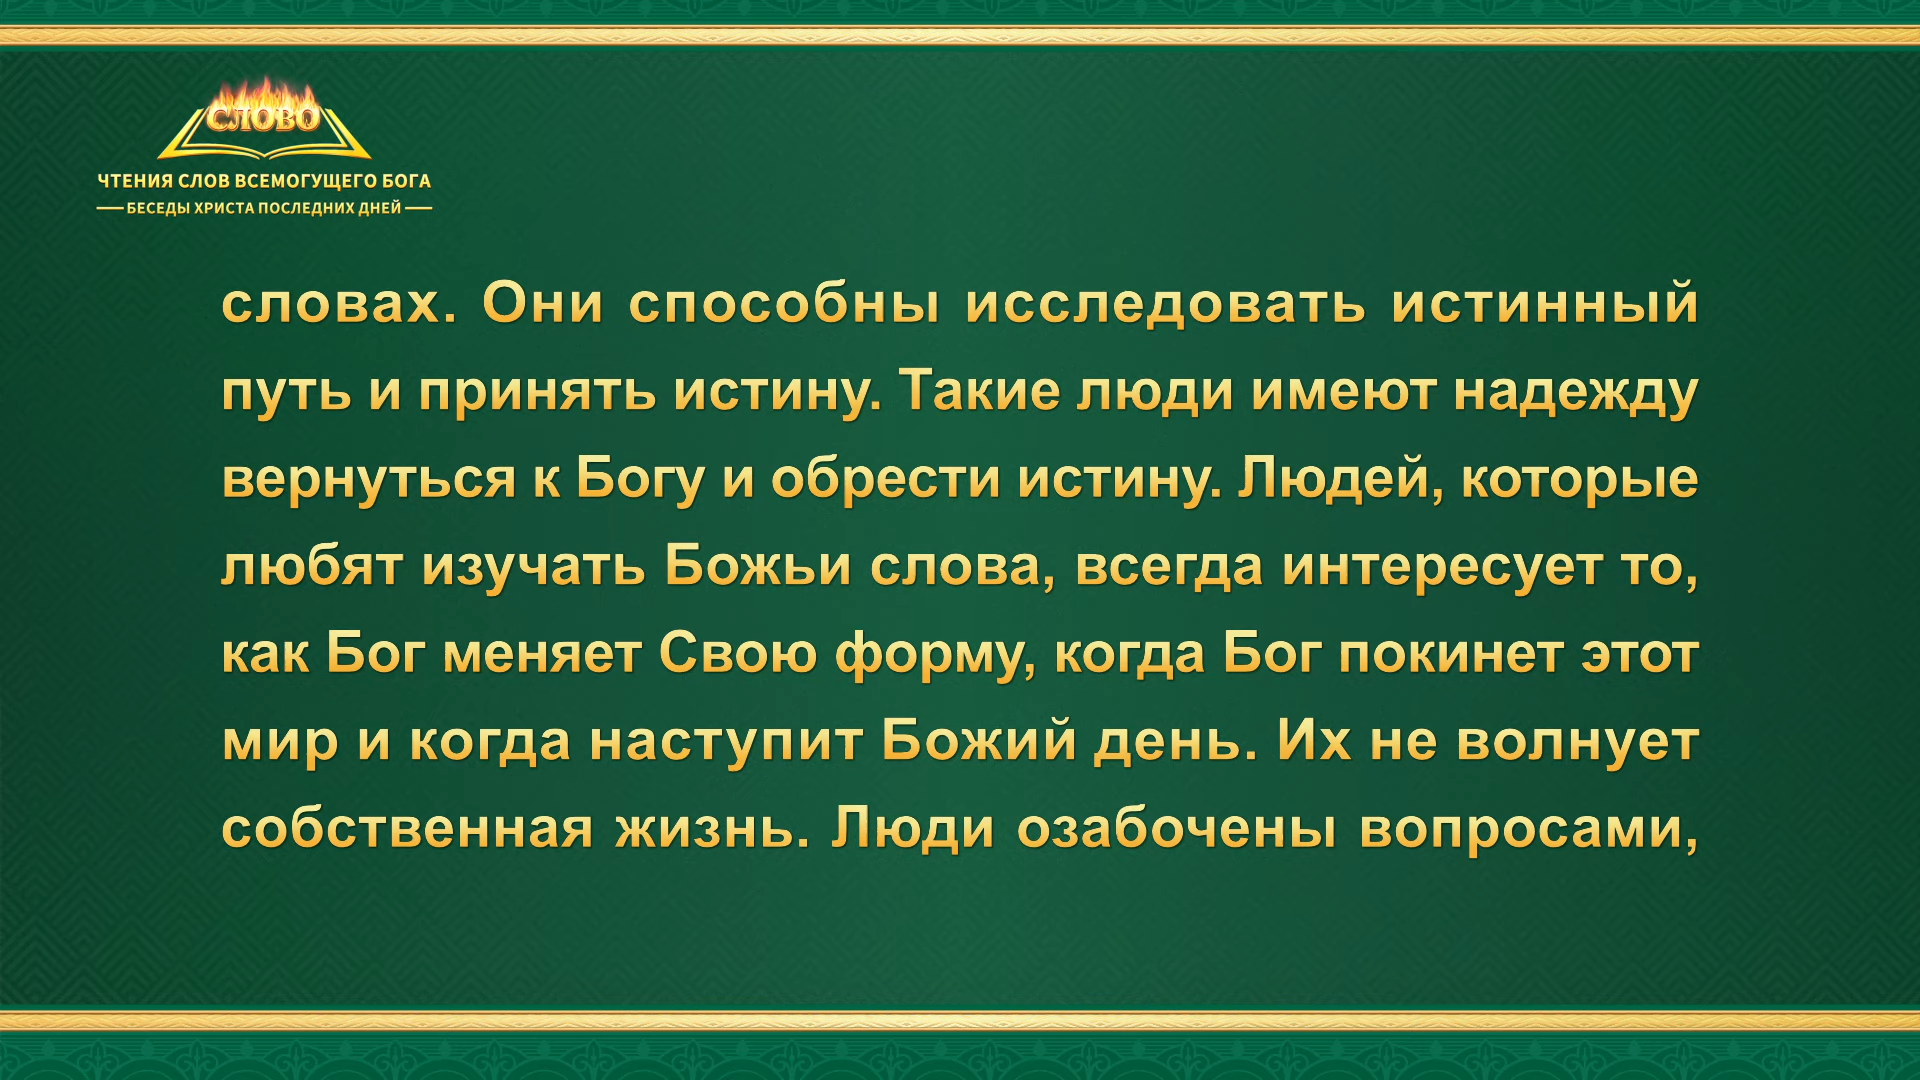 СЛОВО
ЧТЕНИЯ СЛОВ ВСЕМОГУЩЕГО БОГА
БЕСЕДЫ ХРИСТА ПОСЛЕДНИХ ДНЕЙ
словах. Они способны исследовать истинный
путь и принять истину. Такие люди имеют надежду
вернуться к Богу и обрести истину. Людей, которые
любят изучать Божьи слова, всегда интересует то,
как Бог меняет Свою форму, когда Бог покинет этот
мир и когда наступит Божий день. Их не волнует
собственная жизнь. Люди озабочены вопросами,